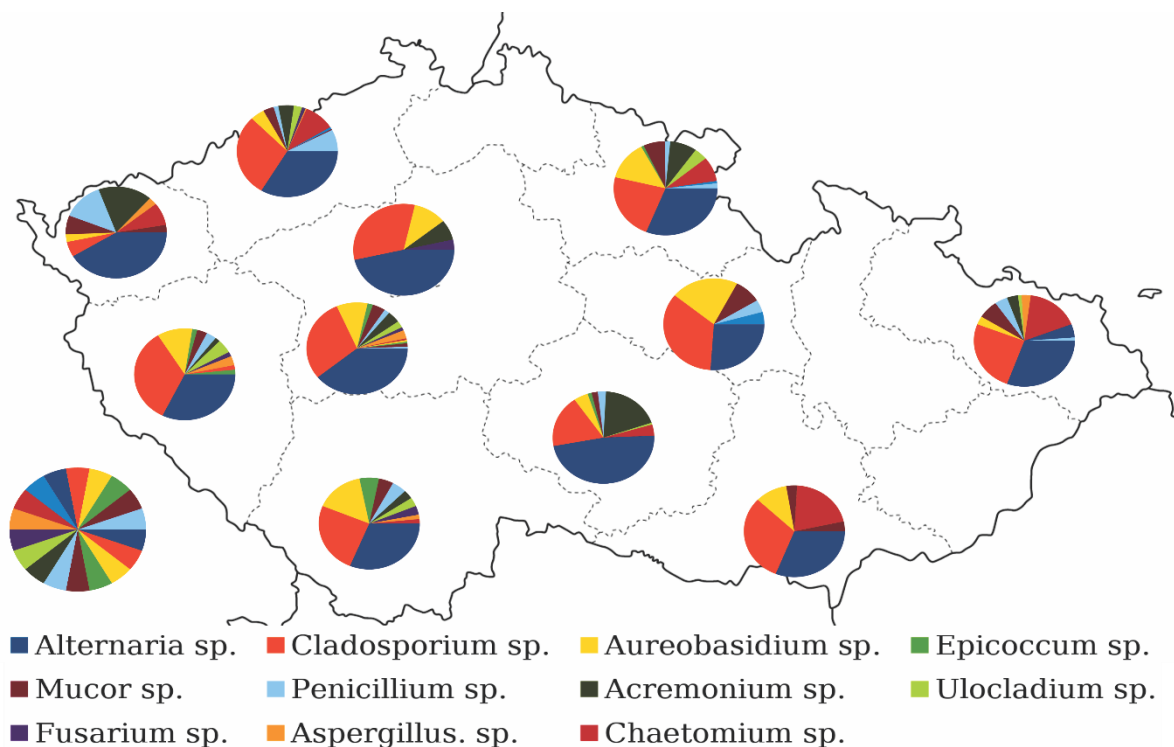 Alternaria sp. Cladosporium sp. Aureobasidium sp. Epicoccum sp.
Mucor sp. Penicillium sp. Acremonium sp. Ulocladium sp.
Fusarium sp. Aspergillus. sp. Chaetomium sp.